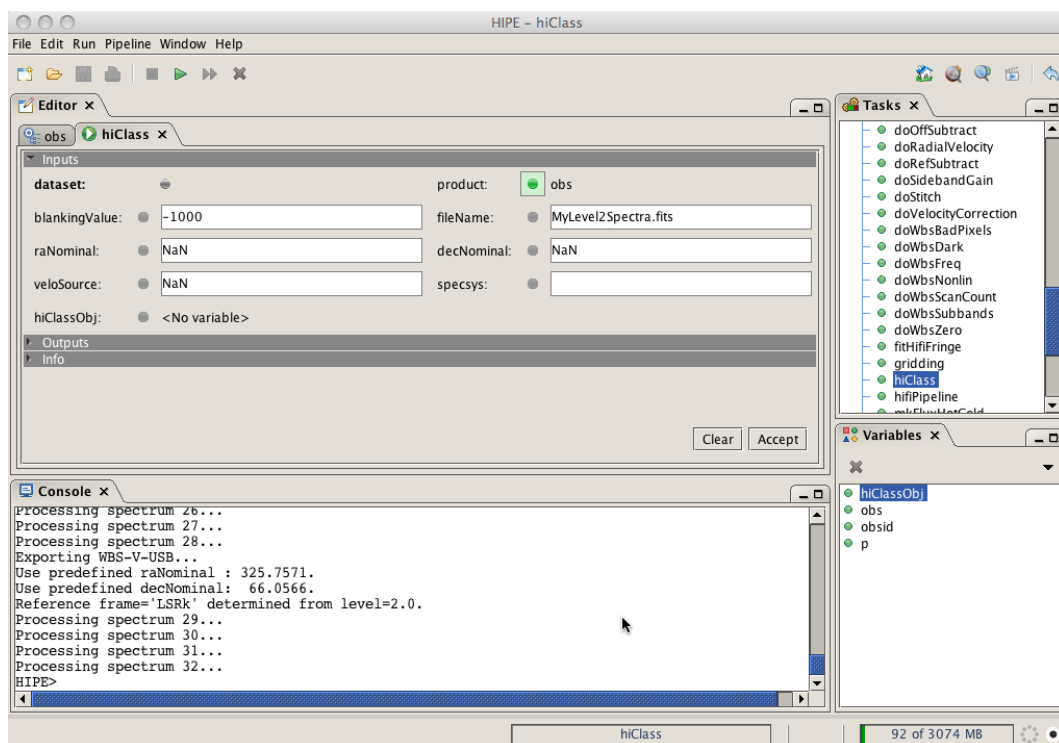 HIPE – hiClass
File Edit Run Pipeline Window Help
Editor ×
obs hiClass ×
Inputs
dataset: product: obs
blankingValue: -1000 fileName: MyLevel2Spectra.fits
raNominal: NaN decNominal: NaN
veloSource: NaN specsys:
hiClassObj: <No variable>
Outputs
Info
Clear Accept
Console ×
Processing spectrum 26...
Processing spectrum 27...
Processing spectrum 28...
Exporting WBS-V-USB...
Use predefined raNominal : 325.7571.
Use predefined decNominal:  66.0566.
Reference frame='LSRk' determined from level=2.0.
Processing spectrum 29...
Processing spectrum 30...
Processing spectrum 31...
Processing spectrum 32...
HIPE>
Tasks ×
doOffSubtract
doRadialVelocity
doRefSubtract
doSidebandGain
doStitch
doVelocityCorrection
doWbsBadPixels
doWbsDark
doWbsFreq
doWbsNonlin
doWbsScanCount
doWbsSubbands
doWbsZero
fitHifiFringe
gridding
hiClass
hifiPipeline
mkFluxHotCold
Variables ×
hiClassObj
obs
obsid
p
hiClass
92 of 3074 MB